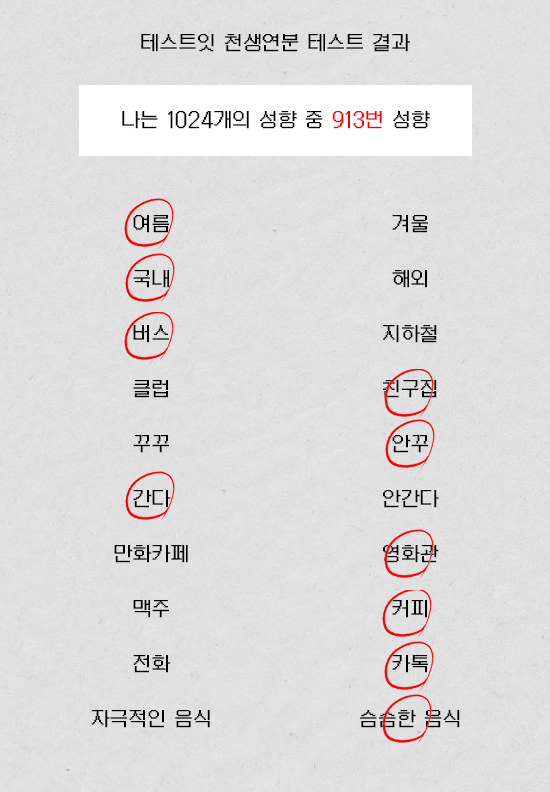 테스트잇 천생연분 테스트 결과
나는 1024개의 성향 중 913번 성향
여름 겨울
국내 해외
버스 지하철
클럽 친구집
꾸꾸 안꾸
간다 안간다
만화카페 영화관
맥주 커피
전화 카톡
자극적인 음식 슴슴한 음식